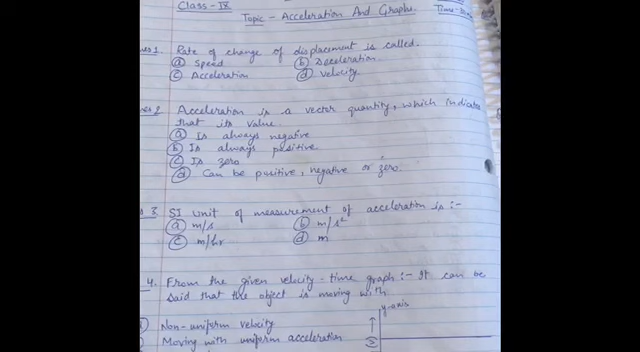 Class-IX
Topic - Acceleration And Graphs.
Ques 1. Rate of change of displacement is called.
(a) Speed (b) Deceleration
(c) Acceleration (d) Velocity
Ques 2 Acceleration is a vector quantity, which indicates
that its value.
(a) Is always negative
(b) Is always positive
(c) Is zero
(d) Can be positive, negative or zero.
3. SI unit of measurement of acceleration is :-
(a) m/s (b) m/s²
(c) m/hr (d) m
4. From the given velocity - time graph :- It can be
said that the object is moving with:
y-axis
Non-uniform velocity
Moving with uniform acceleration